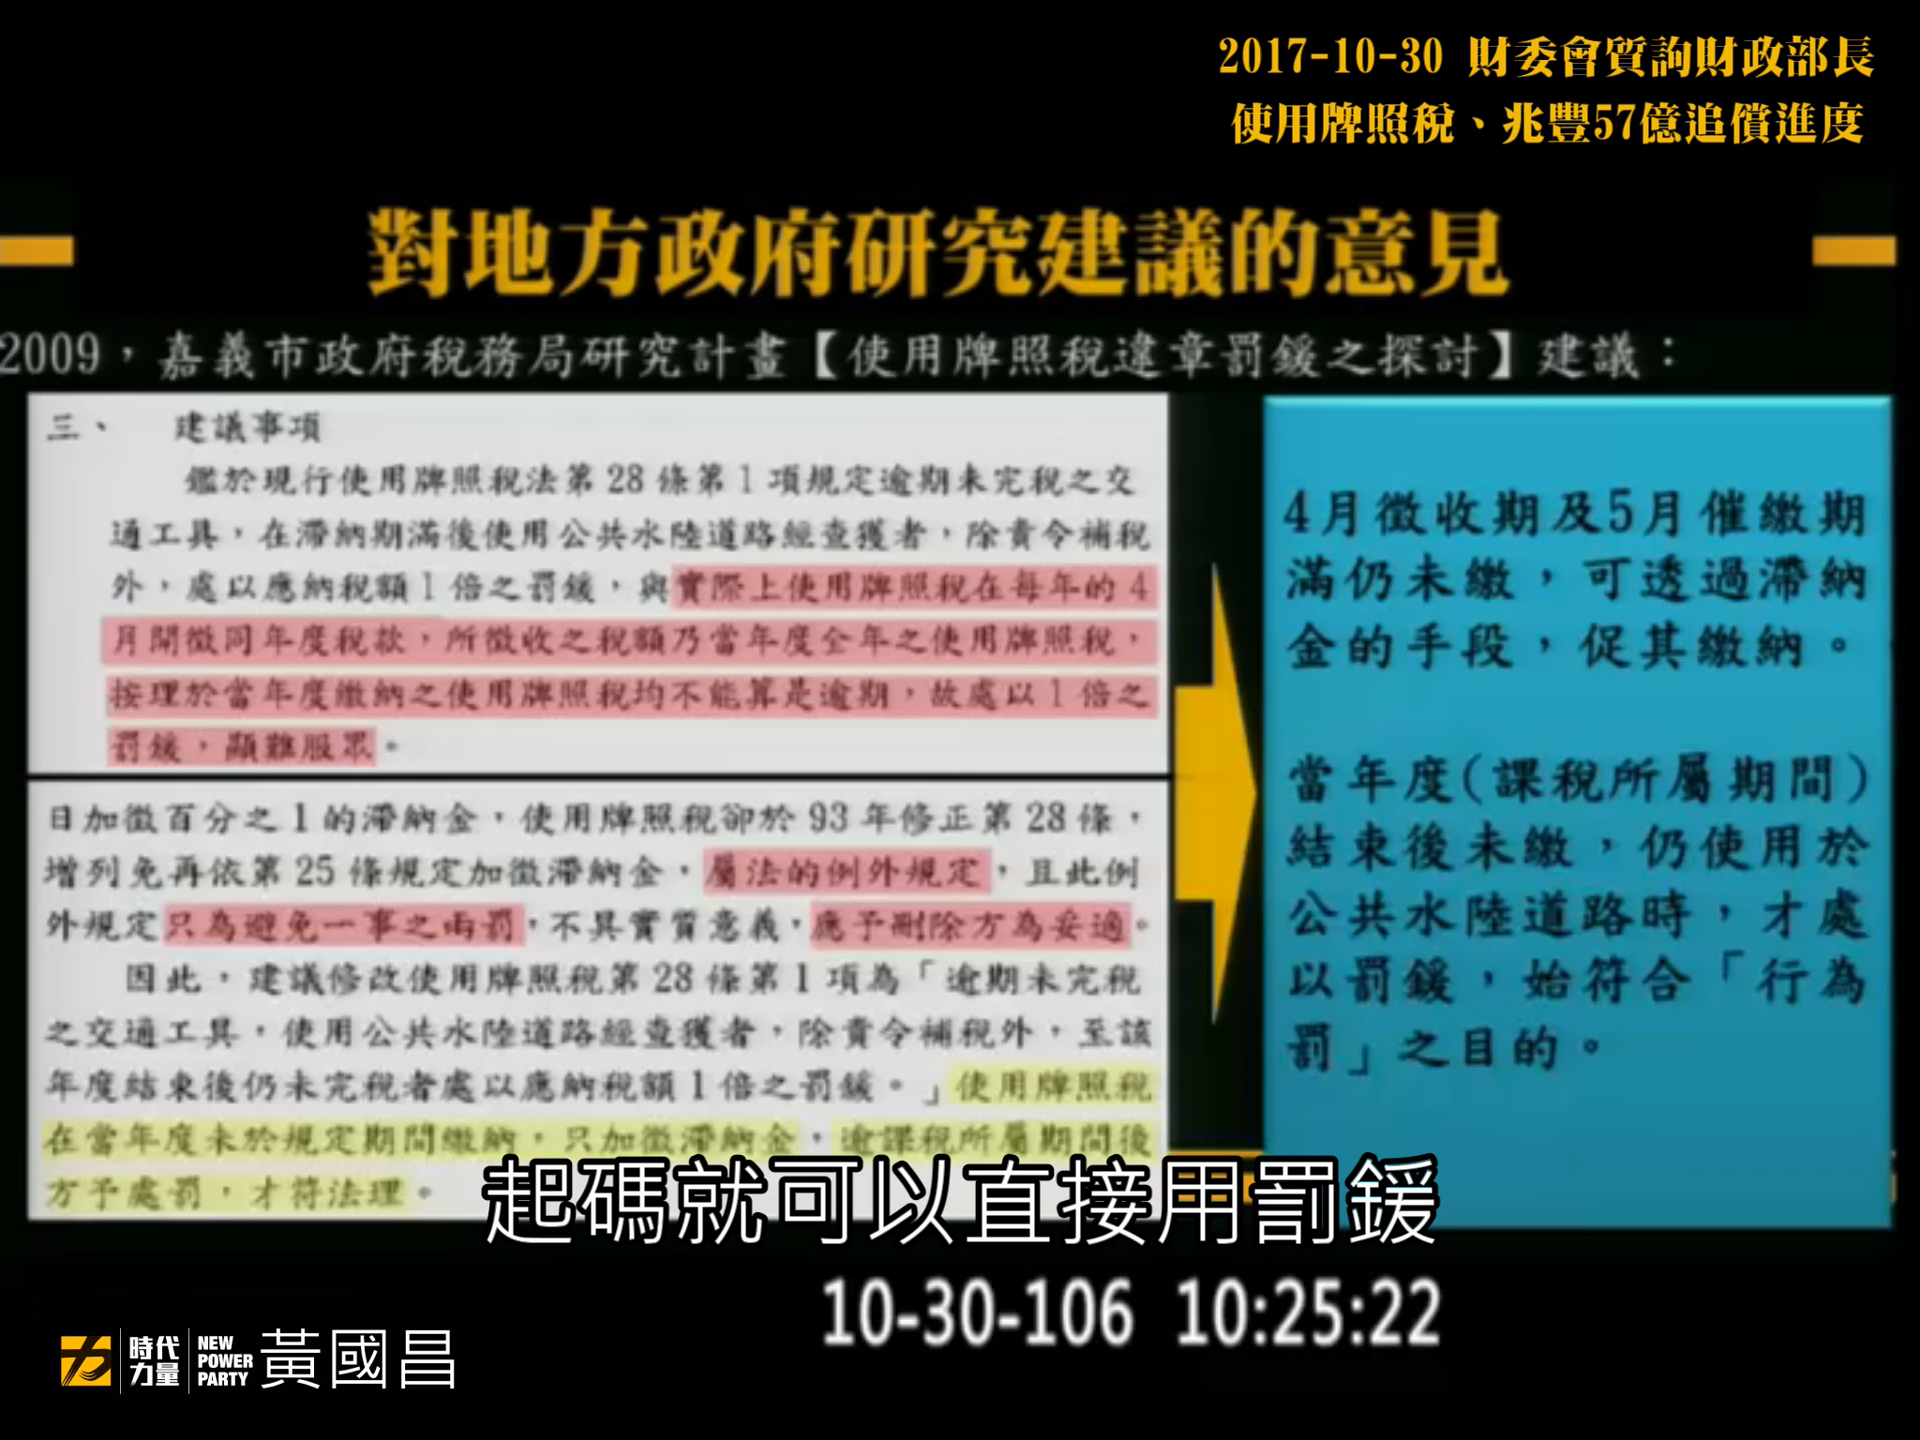 2017-10-30 財委會質詢財政部長
使用牌照稅、兆豐57億追償進度
對地方政府研究建議的意見
2009，嘉義市政府稅務局研究計畫【使用牌照稅違章罰鍰之探討】建議：
三、 建議事項
鑑於現行使用牌照稅法第28條第1項規定逾期未完稅之交
通工具，在滯納期滿後使用公共水陸道路經查獲者，除責令補稅
外，處以應納稅額1倍之罰鍰，與實際上使用牌照稅在每年的4
月開徵同年度稅款，所徵收之稅額乃當年度全年之使用牌照稅，
按理於當年度繳納之使用牌照稅均不能算是逾期，故處以1倍之
罰鍰，顯難服眾。
日加徵百分之1的滯納金，使用牌照稅卻於93年修正第28條，
增列免再依第25條規定加徵滯納金，屬法的例外規定，且此例
外規定只為避免一事之兩罰，不具實質意義，應予刪除方為妥適。
因此，建議修改使用牌照稅第28條第1項為「逾期未完稅
之交通工具，使用公共水陸道路經查獲者，除責令補稅外，至該
年度結束後仍未完稅者處以應納稅額1倍之罰鍰。」使用牌照稅
在當年度未於規定期間繳納，只加徵滯納金，逾課稅所屬期間後
方予處罰，才符法理。
4月徵收期及5月催繳期
滿仍未繳，可透過滯納
金的手段，促其繳納。
當年度(課稅所屬期間)
結束後未繳，仍使用於
公共水陸道路時，才處
以罰鍰，始符合「行為
罰」之目的。
起碼就可以直接用罰鍰
10-30-106 10:25:22
時代力量 NEW POWER PARTY 黃國昌